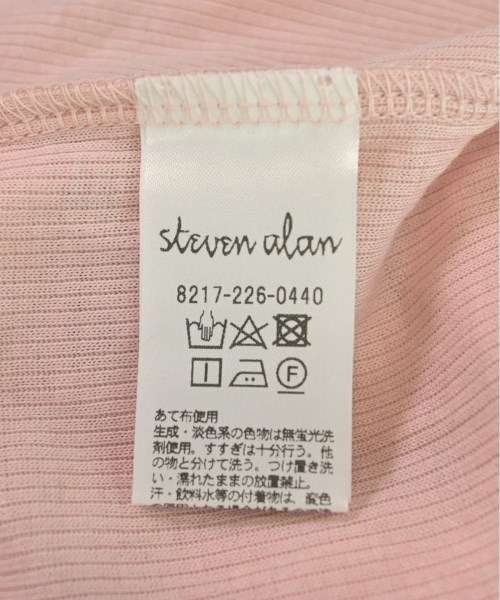 steven alan
8217-226-0440
F
あて布使用
生成・淡色系の色物は無蛍光洗
剤使用。すすぎは十分行う。他
の物と分けて洗う。つけ置き洗
い・濡れたままの放置禁止。
汗・飲料水等の付着物は、変色